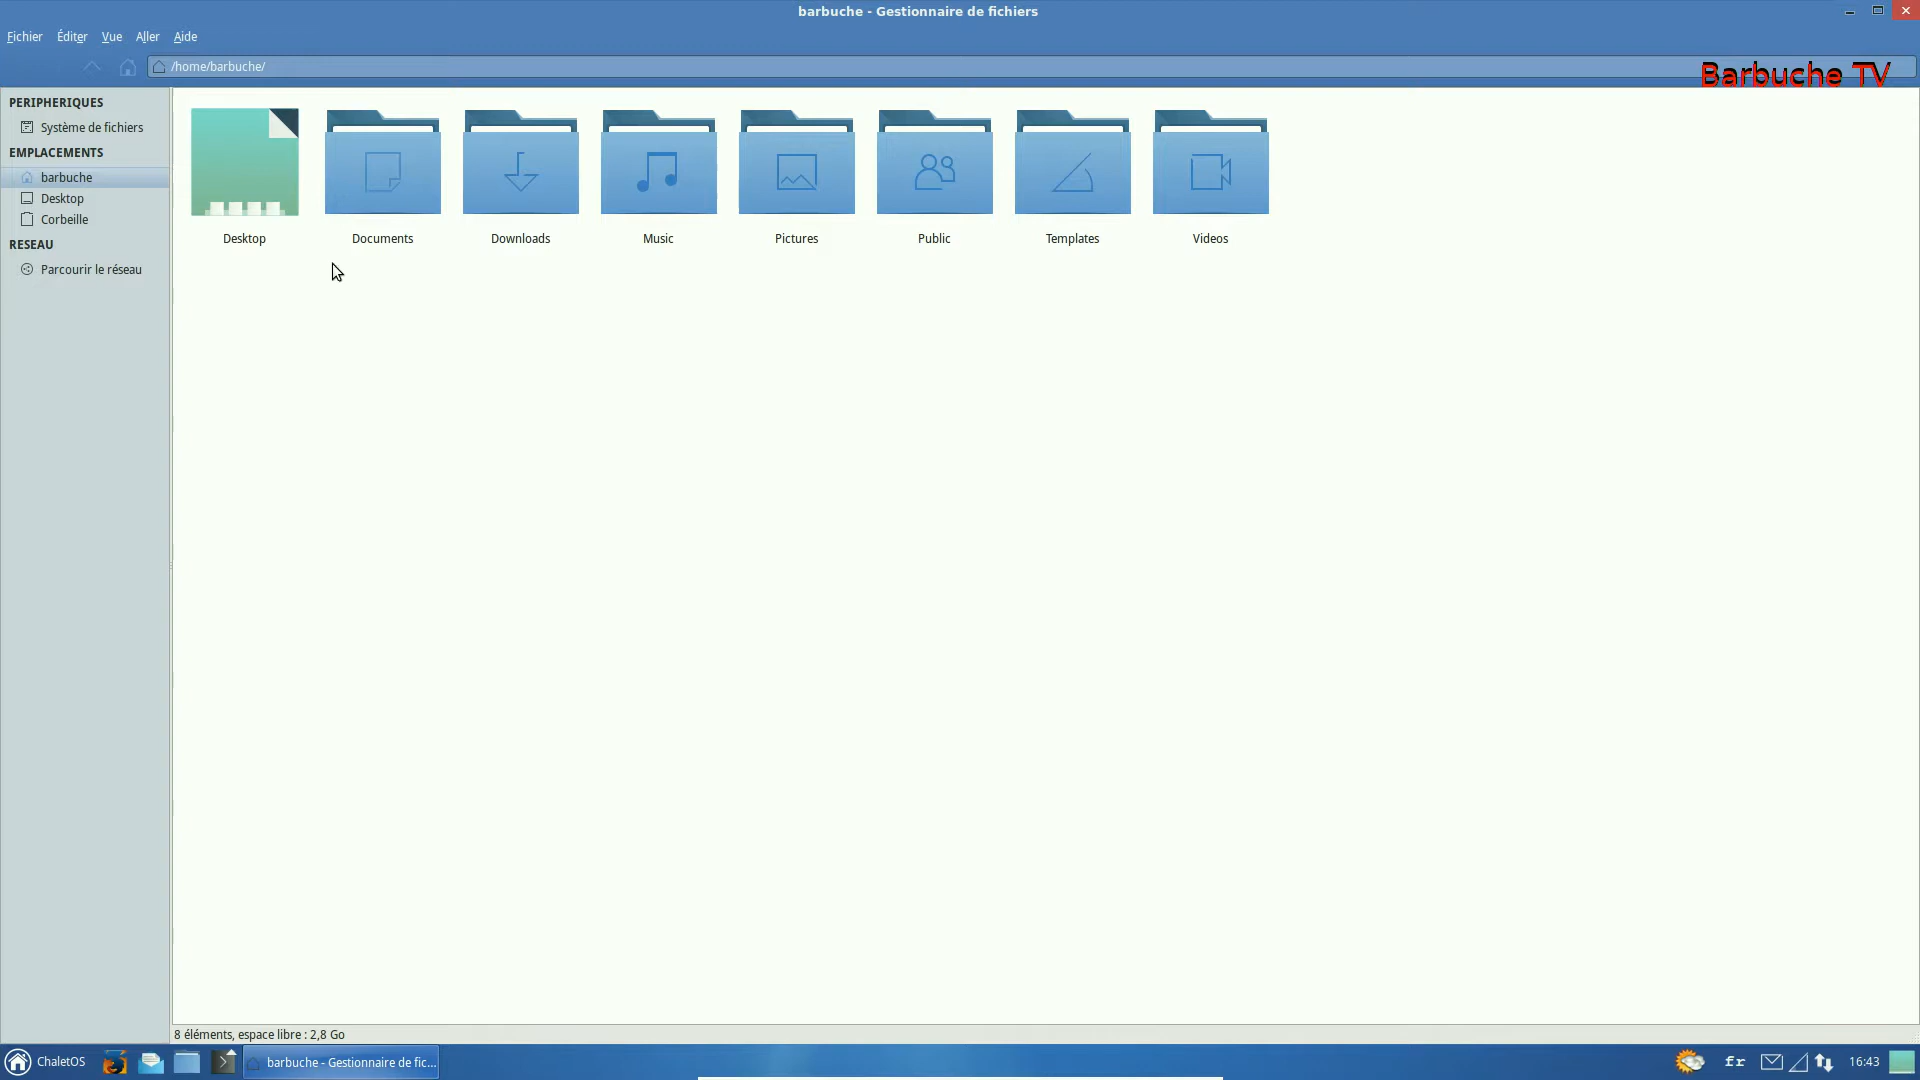 barbuche - Gestionnaire de fichiers
Fichier Éditer Vue Aller Aide
/home/barbuche/
Barbuche TV
PERIPHERIQUES
Système de fichiers
EMPLACEMENTS
barbuche
Desktop
Corbeille
RESEAU
Parcourir le réseau
Desktop Documents Downloads Music Pictures Public Templates Videos
8 éléments, espace libre : 2,8 Go
ChaletOS
barbuche - Gestionnaire de fic...
fr
16:43